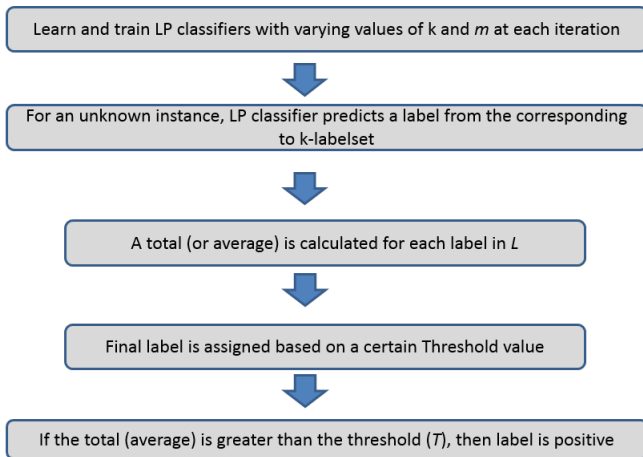 Learn and train LP classifiers with varying values of k and m at each iteration
For an unknown instance, LP classifier predicts a label from the corresponding
to k-labelset
A total (or average) is calculated for each label in L
Final label is assigned based on a certain Threshold value
If the total (average) is greater than the threshold (T), then label is positive